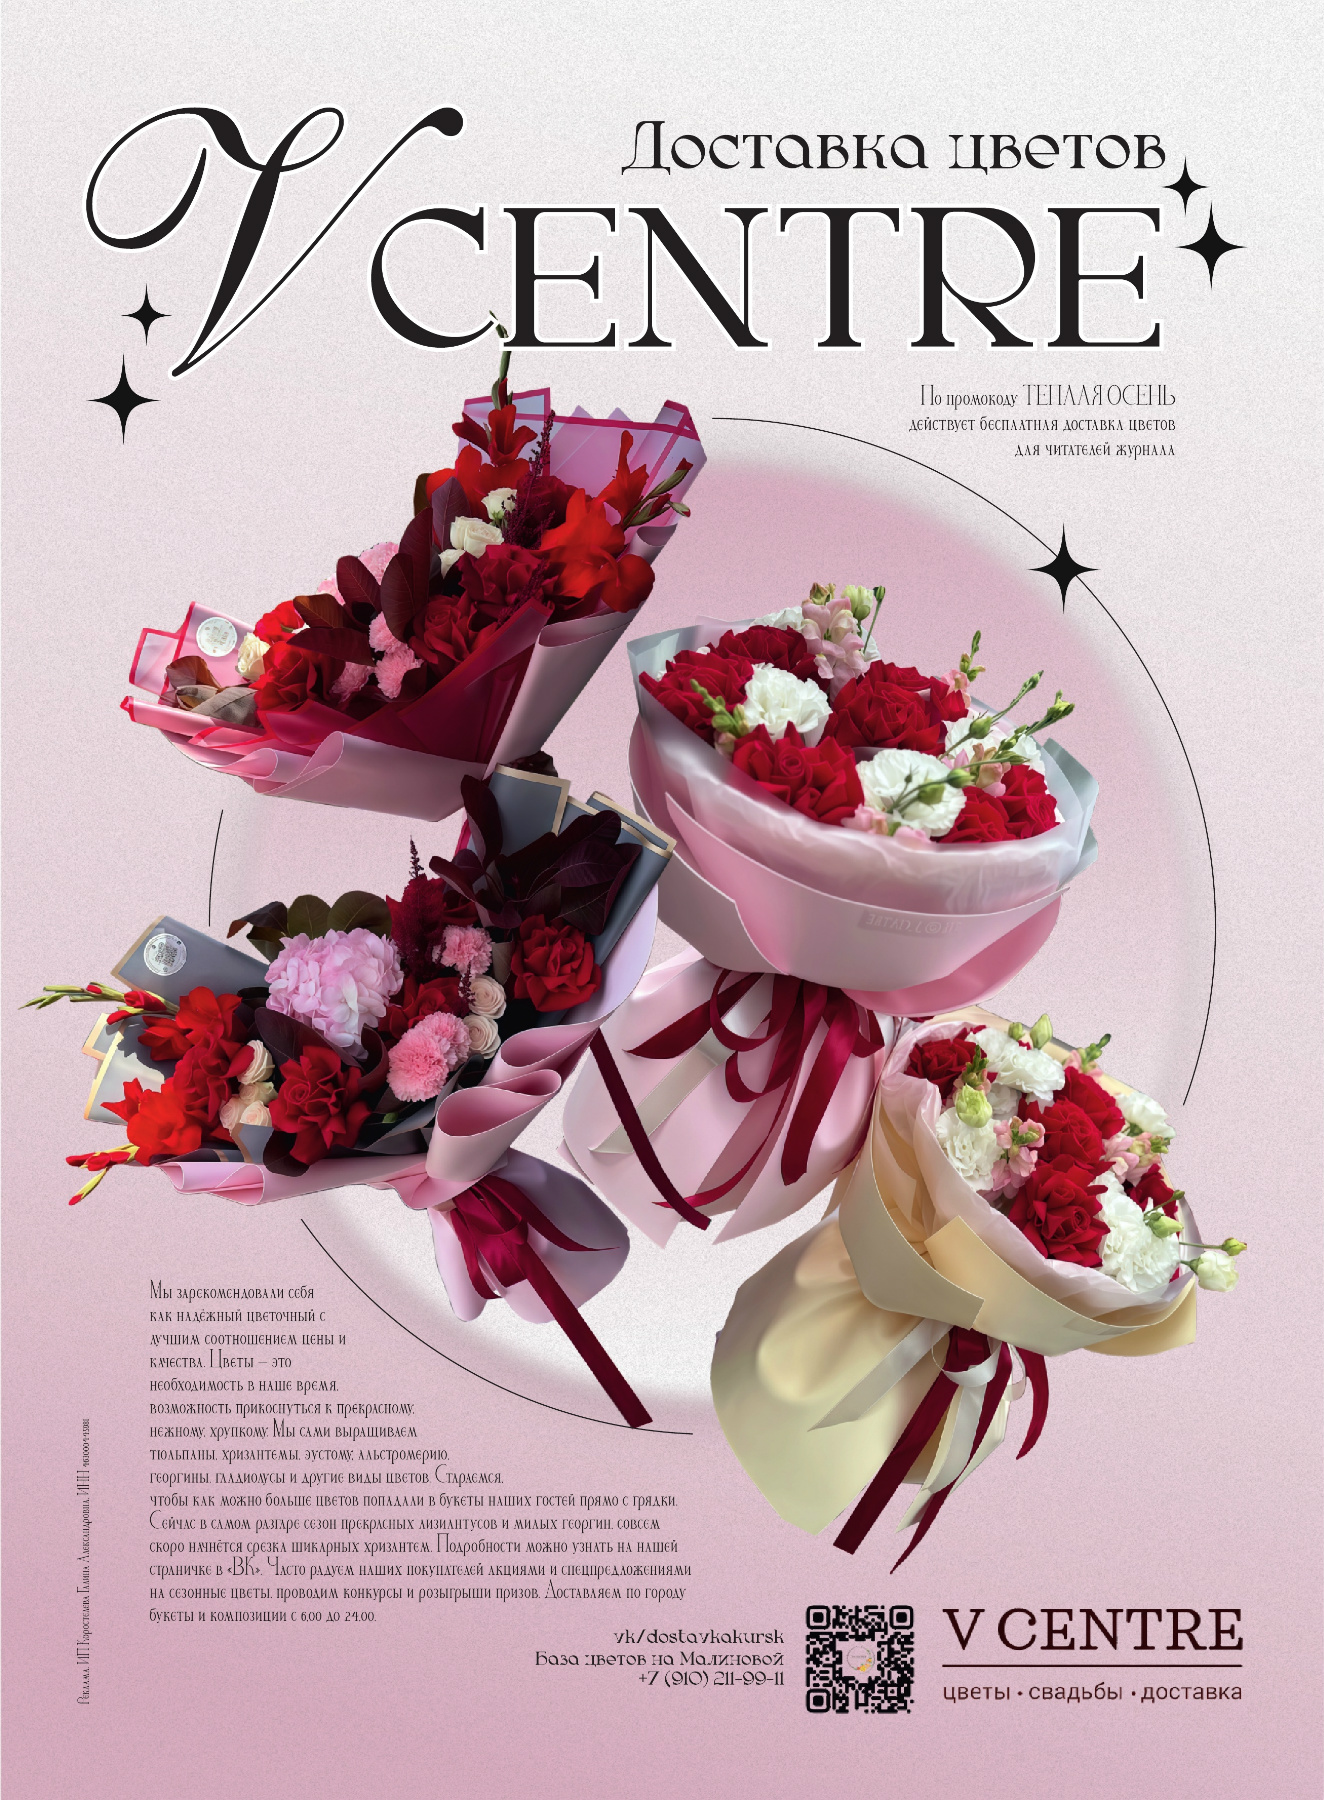 Доставка цветов
V CENTRE
По промокоду ТЕПЛАЯ ОСЕНЬ
действует бесплатная доставка цветов
для читателей журнала
Мы зарекомендовали себя
как надёжный цветочный с
лучшим соотношением цены и
качества. Цветы – это
необходимость в наше время,
возможность прикоснуться к прекрасному,
нежному, хрупкому. Мы сами выращиваем
тюльпаны, хризантемы, эустому, альстромерию,
георгины, гладиолусы и другие виды цветов. Стараемся,
чтобы как можно больше цветов попадали в букеты наших гостей прямо с грядки.
Сейчас в самом разгаре сезон прекрасных лизиантусов и милых георгин, совсем
скоро начнётся срезка шикарных хризантем. Подробности можно узнать на нашей
страничке в «ВК». Часто радуем наших покупателей акциями и спецпредложениями
на сезонные цветы, проводим конкурсы и розыгрыши призов. Доставляем по городу
букеты и композиции с 6.00 до 24.00.
Реклама. ИП Коростелева Галина Александровна. ИНН
vk/dostavkakursk
База цветов на Малиновой
+7 (910) 211-99-11
V CENTRE
цветы • свадьбы • доставка